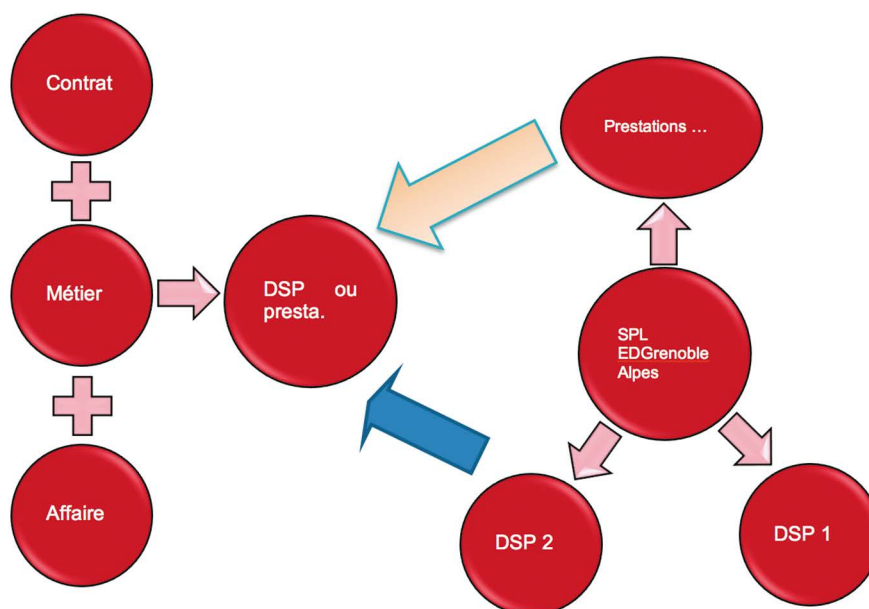 Contrat
Métier
Affaire
DSP ou
presta.
Prestations ...
SPL
EDGrenoble
Alpes
DSP 2
DSP 1